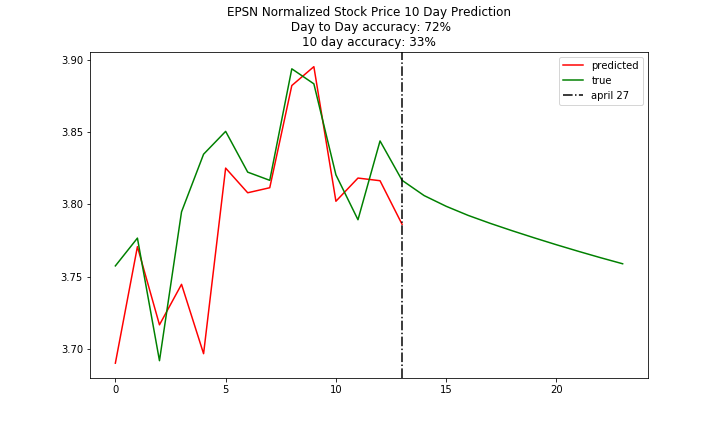 EPSN Normalized Stock Price 10 Day Prediction
Day to Day accuracy: 72%
10 day accuracy: 33%
3.90
3.85
3.80
3.75
3.70
0
5
10
15
20
predicted
true
april 27